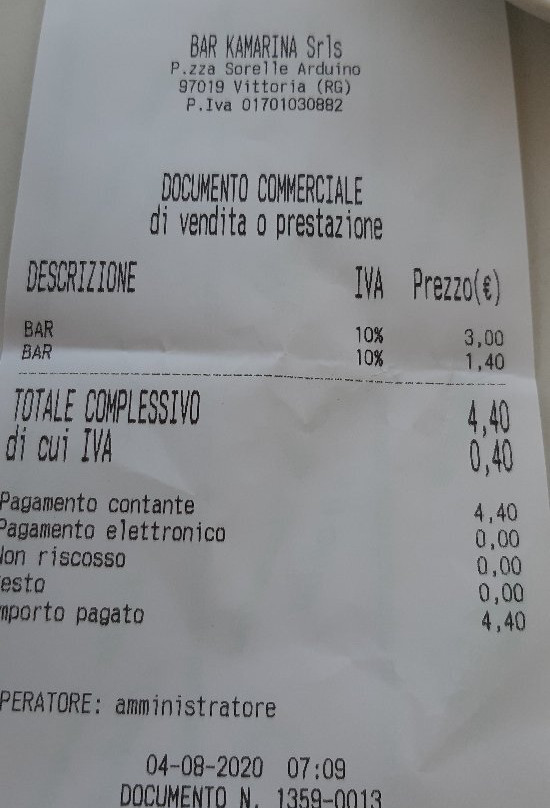 BAR KAMARINA Srls
P.zza Sorelle Arduino
97019 Vittoria (RG)
P.Iva 01701030882
DOCUMENTO COMMERCIALE
di vendita o prestazione
DESCRIZIONE IVA Prezzo(€)
BAR 10% 3,00
BAR 10% 1,40
TOTALE COMPLESSIVO 4,40
di cui IVA 0,40
Pagamento contante 4,40
Pagamento elettronico 0,00
Non riscosso 0,00
esto 0,00
mporto pagato 4,40
PERATORE: amministratore
04-08-2020 07:09
DOCUMENTO N. 1359-0013